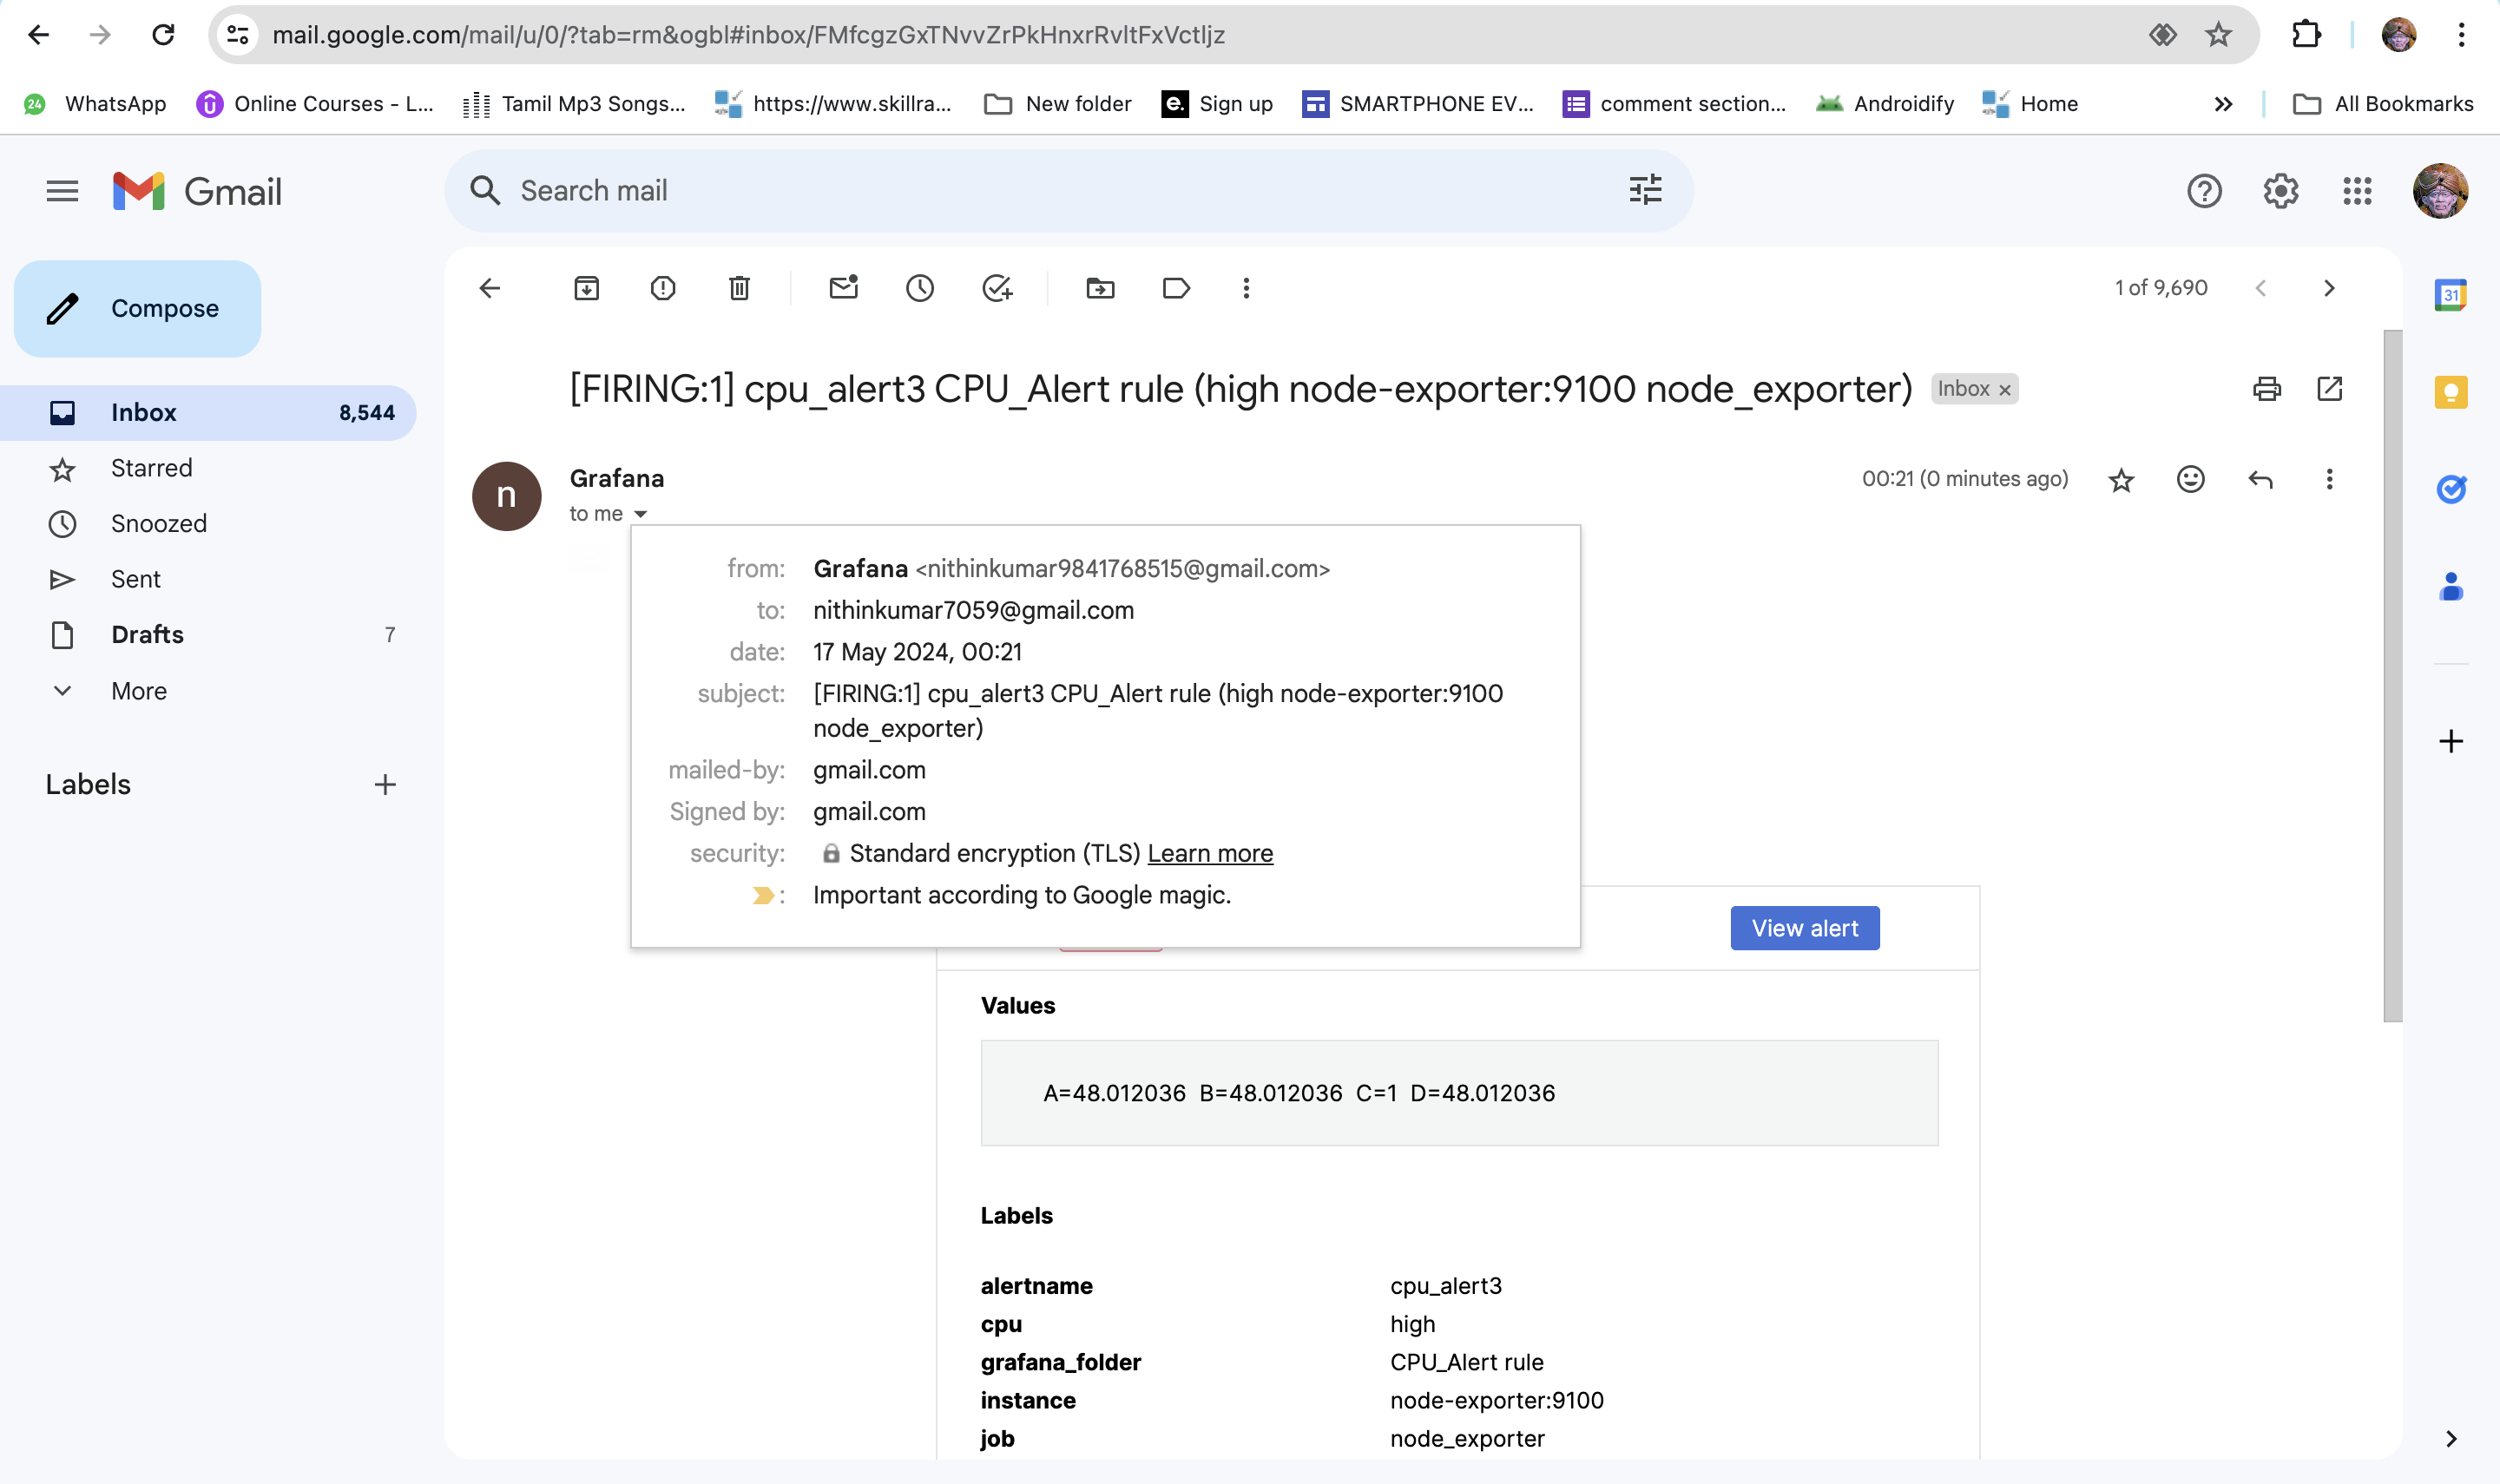 mail.google.com/mail/u/0/?tab=rm&ogbl#inbox/FMfcgzGxTNvvZrPkHnxrRvltFxVctljz
24 WhatsApp Online Courses - L... Tamil Mp3 Songs... https://www.skillra... New folder e. Sign up SMARTPHONE EV... comment section... Androidify Home All Bookmarks
Gmail Search mail
Compose
1 of 9,690
31
[FIRING:1] cpu_alert3 CPU_Alert rule (high node-exporter:9100 node_exporter) Inbox ×
Inbox 8,544
Starred
Snoozed
Sent
Drafts 7
More
Labels
n Grafana 00:21 (0 minutes ago)
to me
from: Grafana <nithinkumar9841768515@gmail.com>
to: nithinkumar7059@gmail.com
date: 17 May 2024, 00:21
subject: [FIRING:1] cpu_alert3 CPU_Alert rule (high node-exporter:9100
node_exporter)
mailed-by: gmail.com
Signed by: gmail.com
security: Standard encryption (TLS) Learn more
: Important according to Google magic.
View alert
Values
A=48.012036 B=48.012036 C=1 D=48.012036
Labels
alertname cpu_alert3
cpu high
grafana_folder CPU_Alert rule
instance node-exporter:9100
job node_exporter